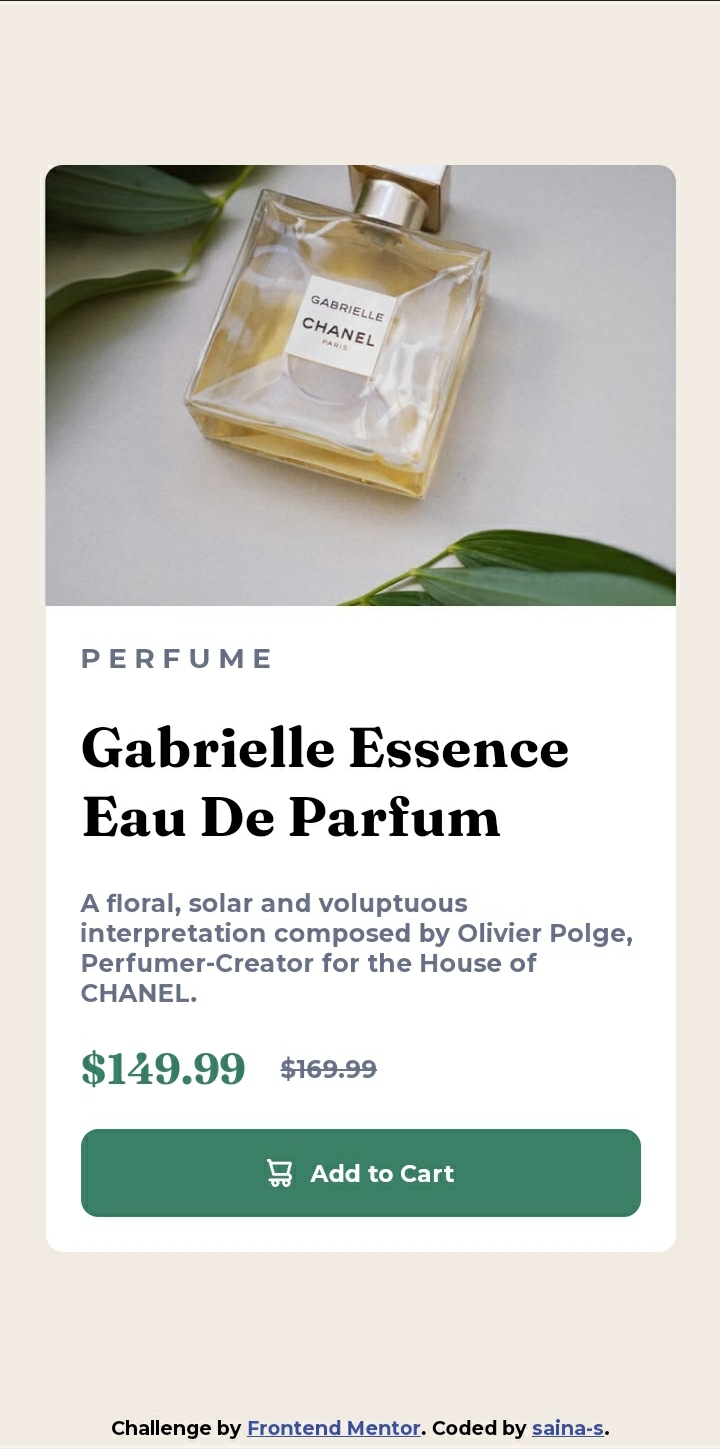 GABRIELLE
CHANEL
PARIS
PERFUME
Gabrielle Essence
Eau De Parfum
A floral, solar and voluptuous
interpretation composed by Olivier Polge,
Perfumer-Creator for the House of
CHANEL.
$149.99 $169.99
Add to Cart
Challenge by Frontend Mentor. Coded by saina-s.